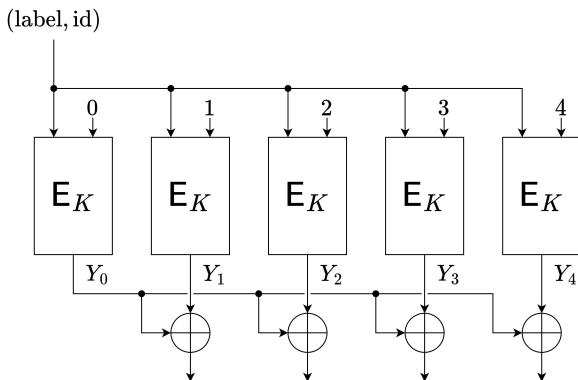 (label, id)
0 1 2 3 4
E_K E_K E_K E_K E_K
Y_0 Y_1 Y_2 Y_3 Y_4